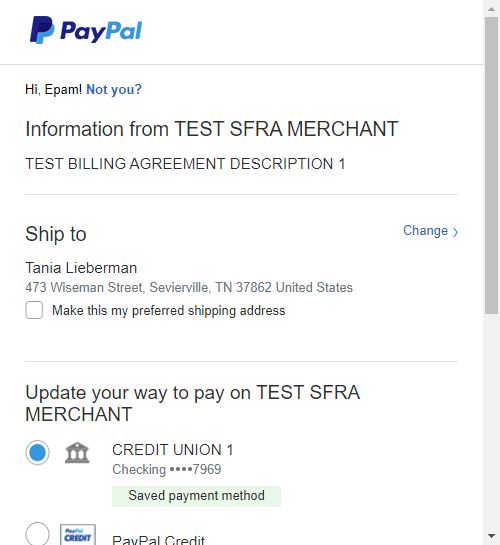 PayPal
Hi, Epam! Not you?
Information from TEST SFRA MERCHANT
TEST BILLING AGREEMENT DESCRIPTION 1
Ship to
Change >
Tania Lieberman
473 Wiseman Street, Sevierville, TN 37862 United States
Make this my preferred shipping address
Update your way to pay on TEST SFRA
MERCHANT
CREDIT UNION 1
Checking ••••7969
Saved payment method
PayPal
CREDIT
PayPal Credit